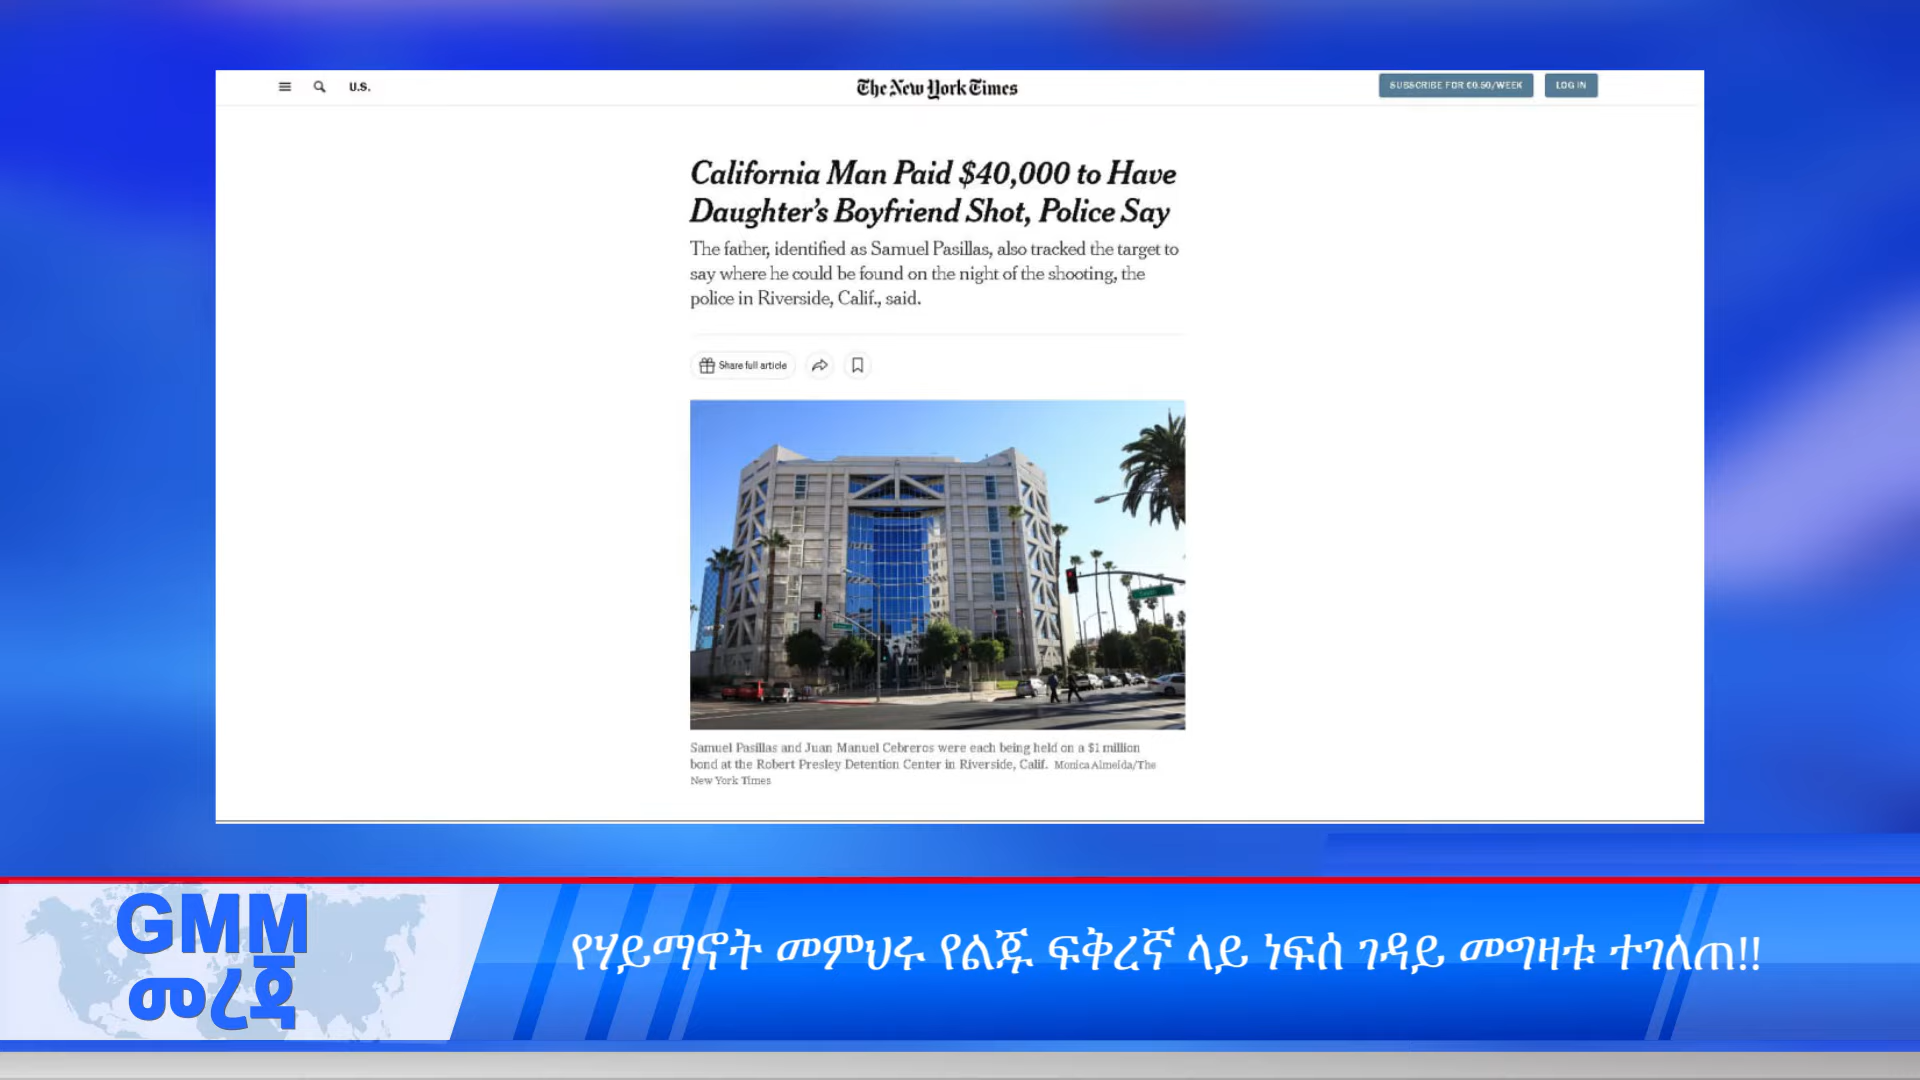 U.S.
The New York Times
SUBSCRIBE FOR €0.50/WEEK
LOG IN
California Man Paid $40,000 to Have
Daughter's Boyfriend Shot, Police Say
The father, identified as Samuel Pasillas, also tracked the target to
say where he could be found on the night of the shooting, the
police in Riverside, Calif., said.
Share full article
Samuel Pasillas and Juan Manuel Cebreros were each being held on a $1 million
bond at the Robert Presley Detention Center in Riverside, Calif. Monica Almeida/The
New York Times
GMM
መረጃ
የሃይማኖት መምህሩ የልጁ ፍቅረኛ ላይ ነፍሰ ገዳይ መግዛቱ ተገለጠ!!